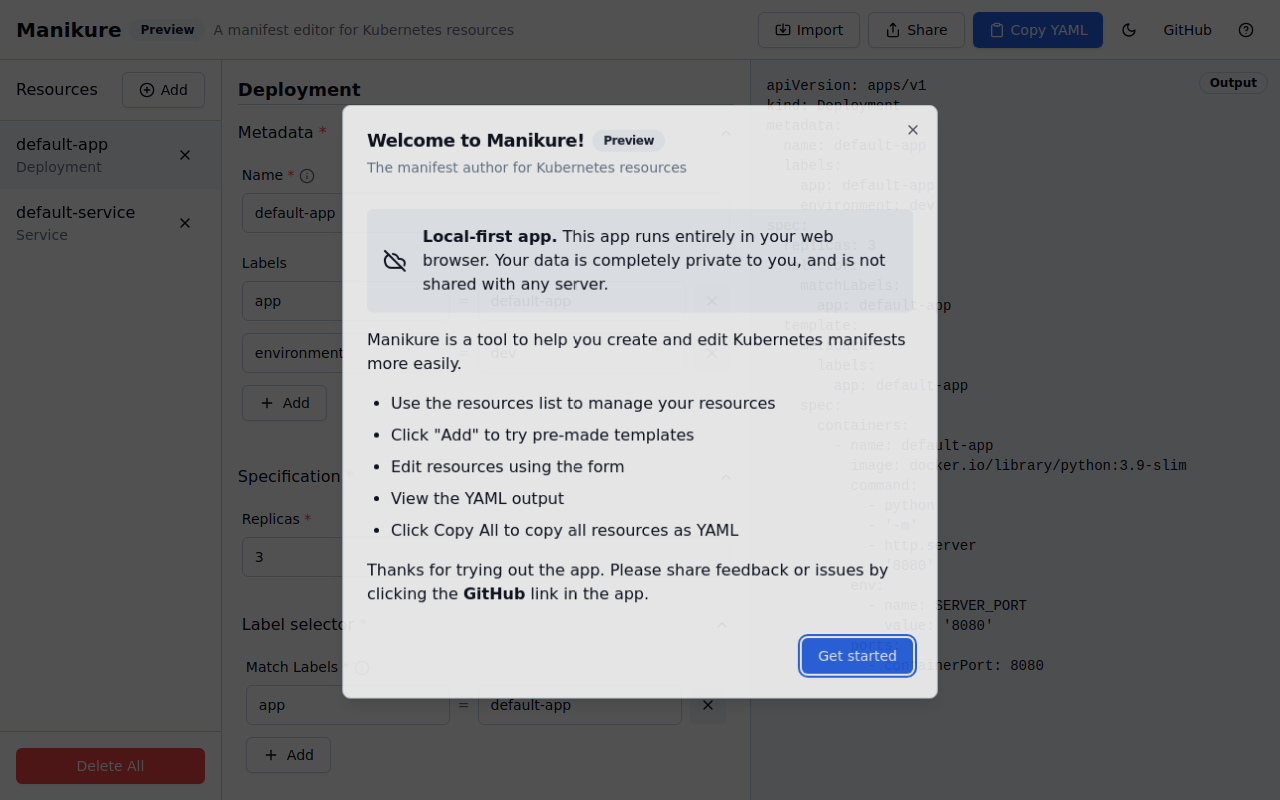 Manikure Preview A manifest editor for Kubernetes resources Import Share Copy YAML GitHub
Resources Add
default-app
Deployment
default-service
Service
Delete All
Deployment
Metadata *
Name *
default-app
Labels
app = default-app
environment = dev
Add
Specification *
Replicas *
3
Label selector *
Match Labels *
app = default-app
Add
Output
apiVersion: apps/v1
kind: Deployment
metadata:
name: default-app
labels:
app: default-app
environment: dev
spec:
replicas: 3
matchLabels:
app: default-app
template:
labels:
app: default-app
spec:
containers:
- name: default-app
image: docker.io/library/python:3.9-slim
command:
- python
- '-m'
- http.server
- '8080'
env:
- name: SERVER_PORT
value: '8080'
ports:
- containerPort: 8080
Welcome to Manikure! Preview
The manifest author for Kubernetes resources
Local-first app. This app runs entirely in your web
browser. Your data is completely private to you, and is not
shared with any server.
Manikure is a tool to help you create and edit Kubernetes manifests
more easily.
• Use the resources list to manage your resources
• Click "Add" to try pre-made templates
• Edit resources using the form
• View the YAML output
• Click Copy All to copy all resources as YAML
Thanks for trying out the app. Please share feedback or issues by
clicking the GitHub link in the app.
Get started